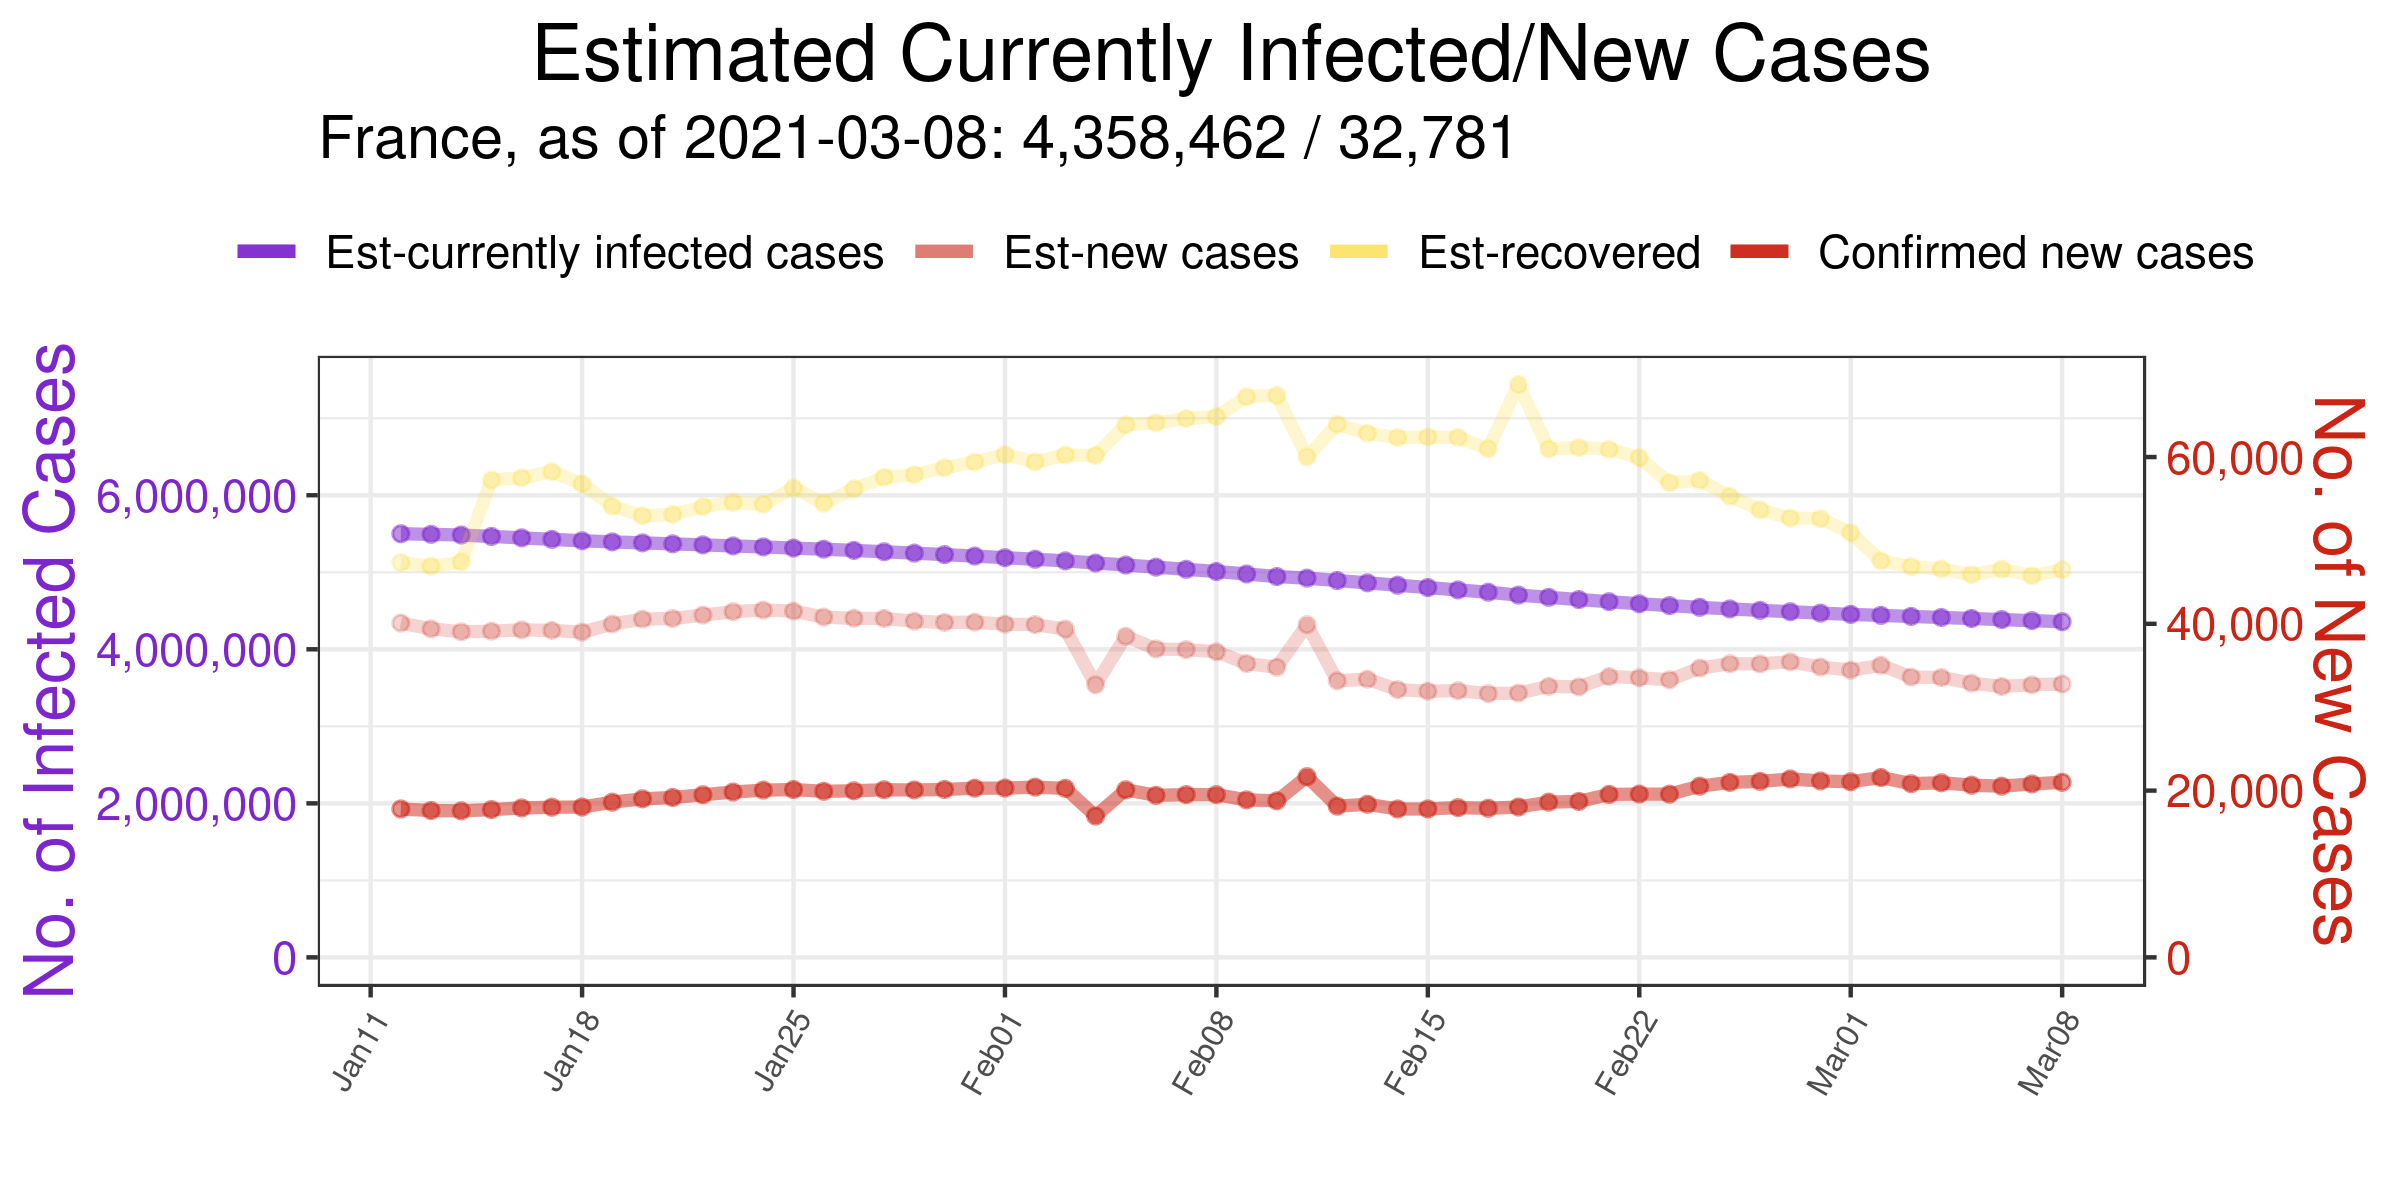 Estimated Currently Infected/New Cases
France, as of 2021-03-08: 4,358,462 / 32,781
Est-currently infected cases Est-new cases Est-recovered Confirmed new cases
No. of Infected Cases
6,000,000
4,000,000
2,000,000
0
60,000
40,000
20,000
0
No. of New Cases
Jan11 Jan18 Jan25 Feb01 Feb08 Feb15 Feb22 Mar01 Mar08